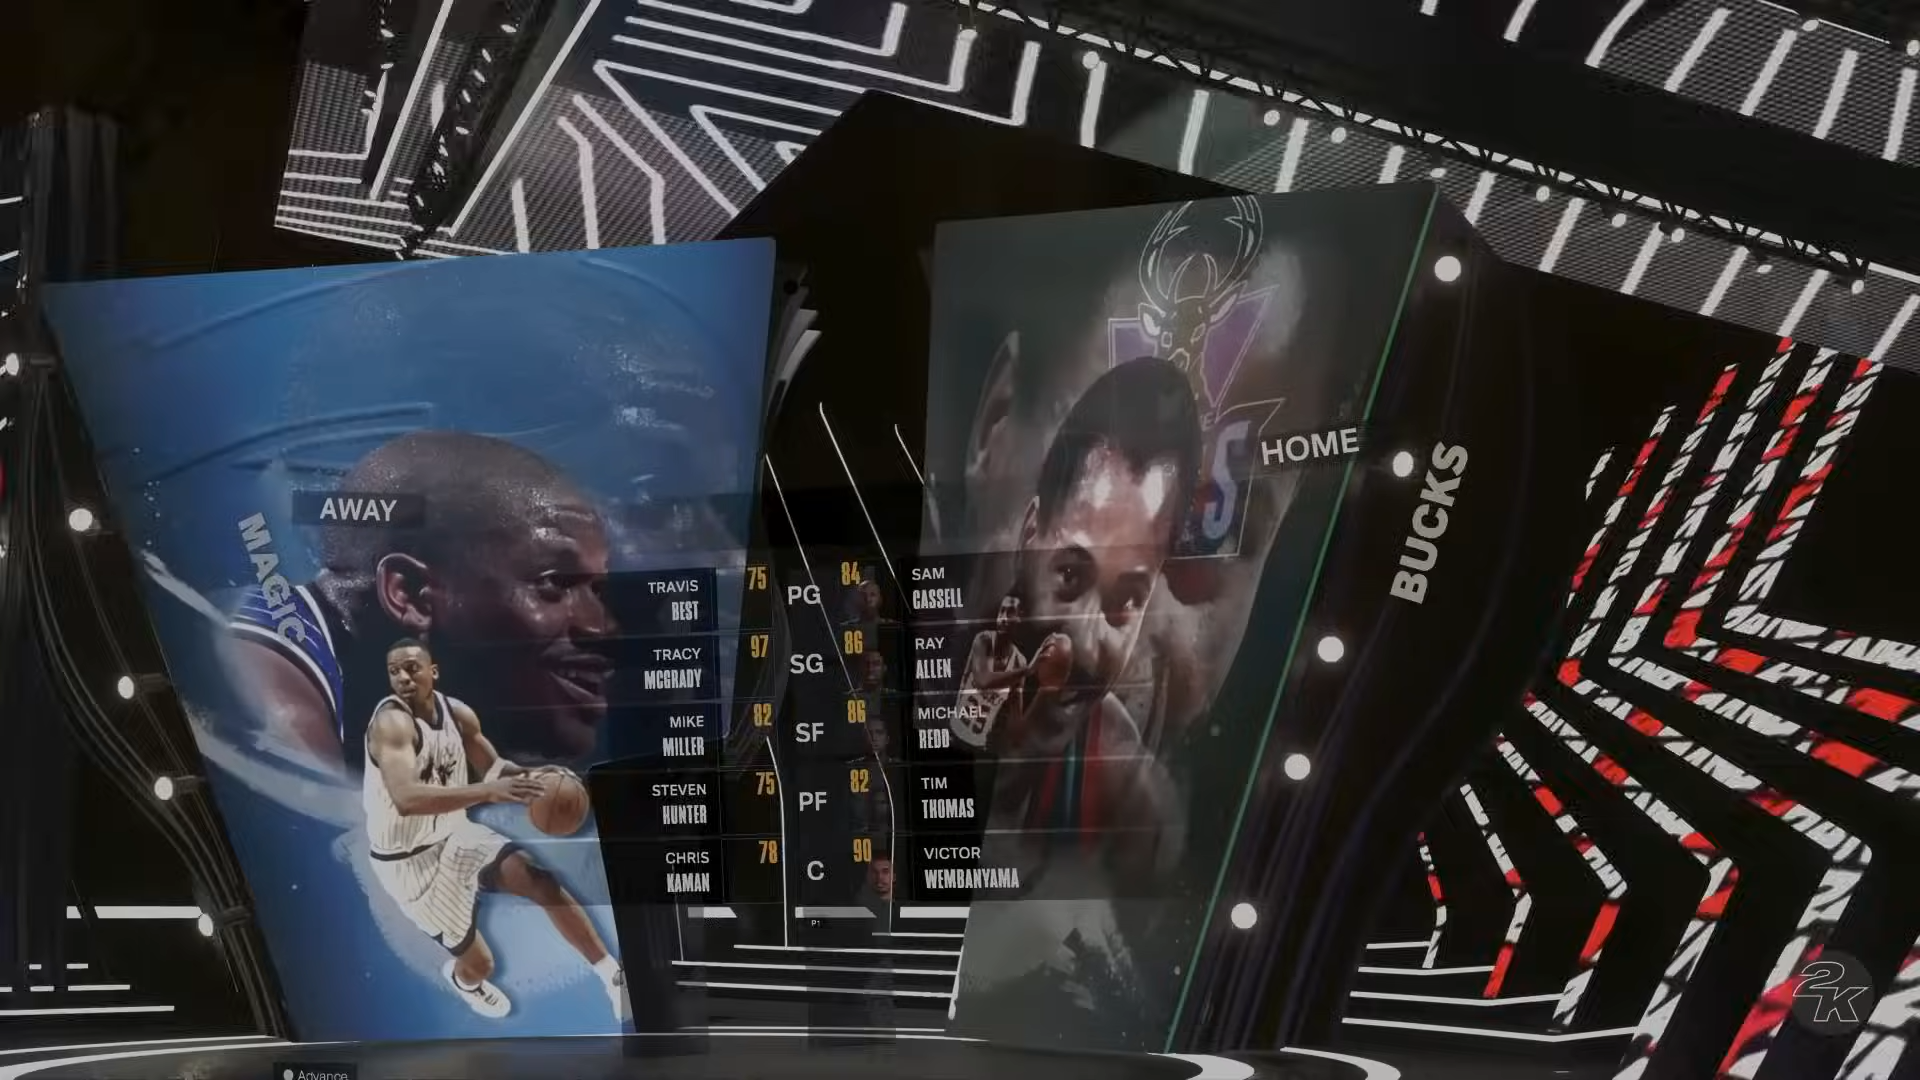 AWAY
MAGIC
HOME
BUCKS
TRAVIS
BEST
75
PG
84
SAM
CASSELL
TRACY
MCGRADY
97
SG
86
RAY
ALLEN
MIKE
MILLER
82
SF
86
MICHAEL
REDD
STEVEN
HUNTER
75
PF
82
TIM
THOMAS
CHRIS
KAMAN
78
C
90
VICTOR
WEMBANYAMA
P1
Advance
2K